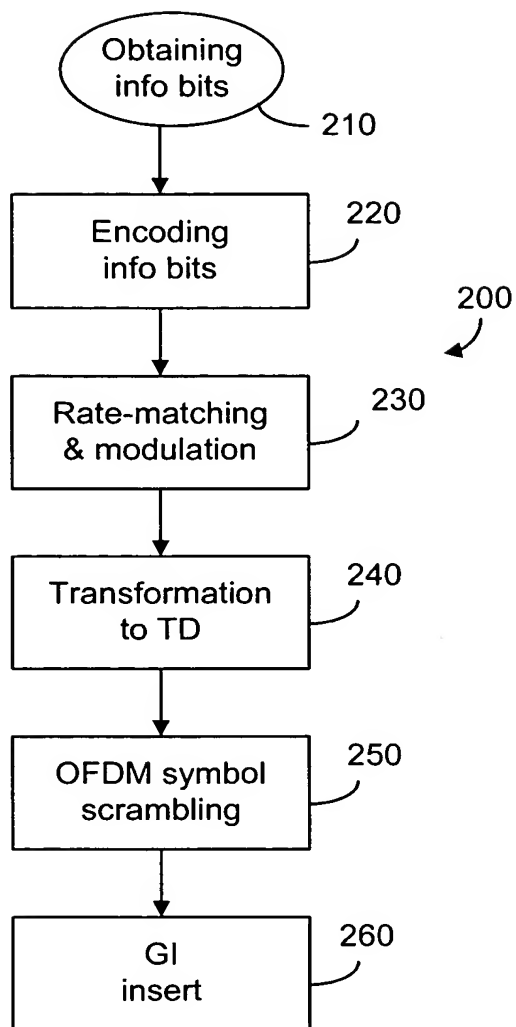 Obtaining
info bits
210
Encoding
info bits
220
200
Rate-matching
& modulation
230
Transformation
to TD
240
OFDM symbol
scrambling
250
GI
insert
260